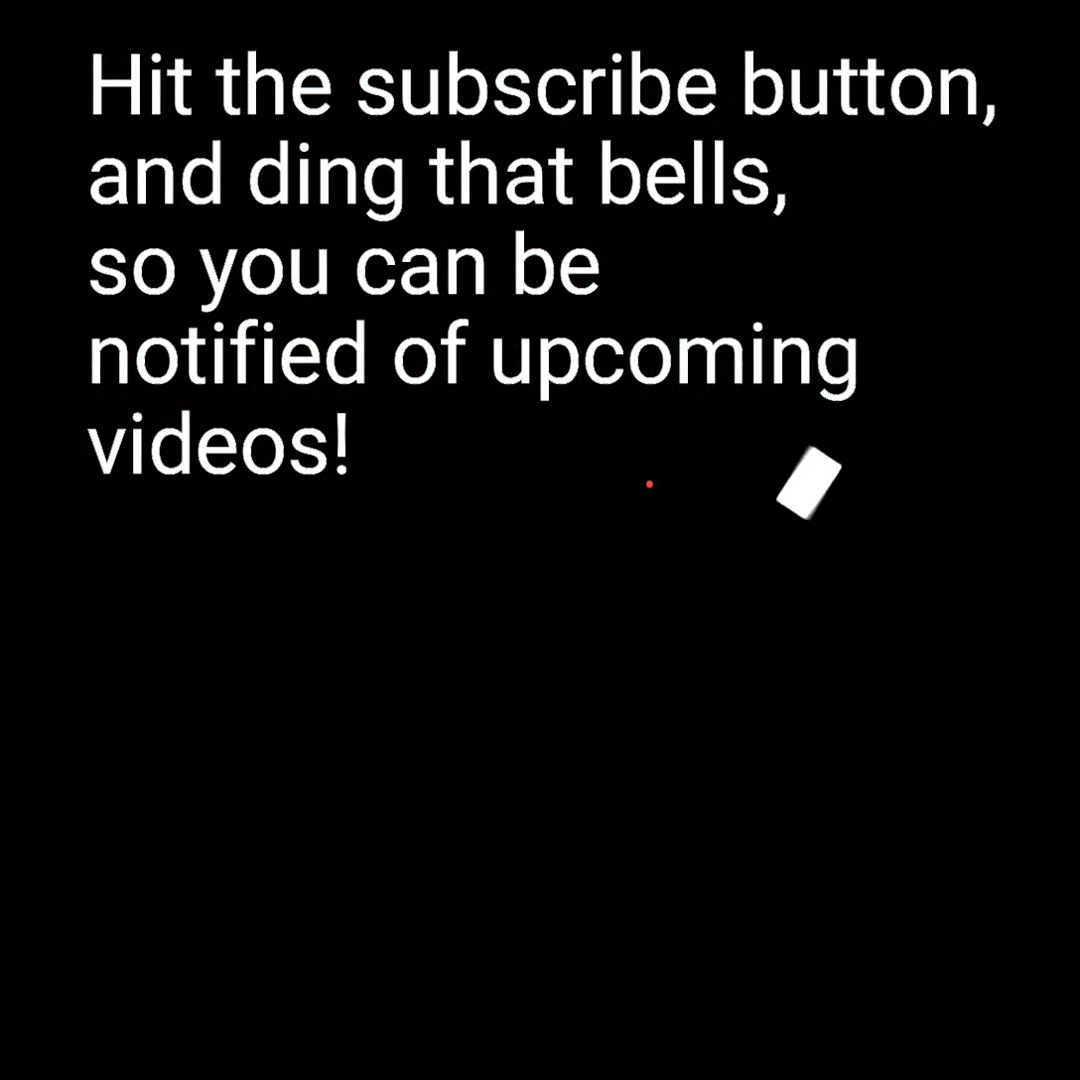 Hit the subscribe button,
and ding that bells,
so you can be
notified of upcoming
videos!